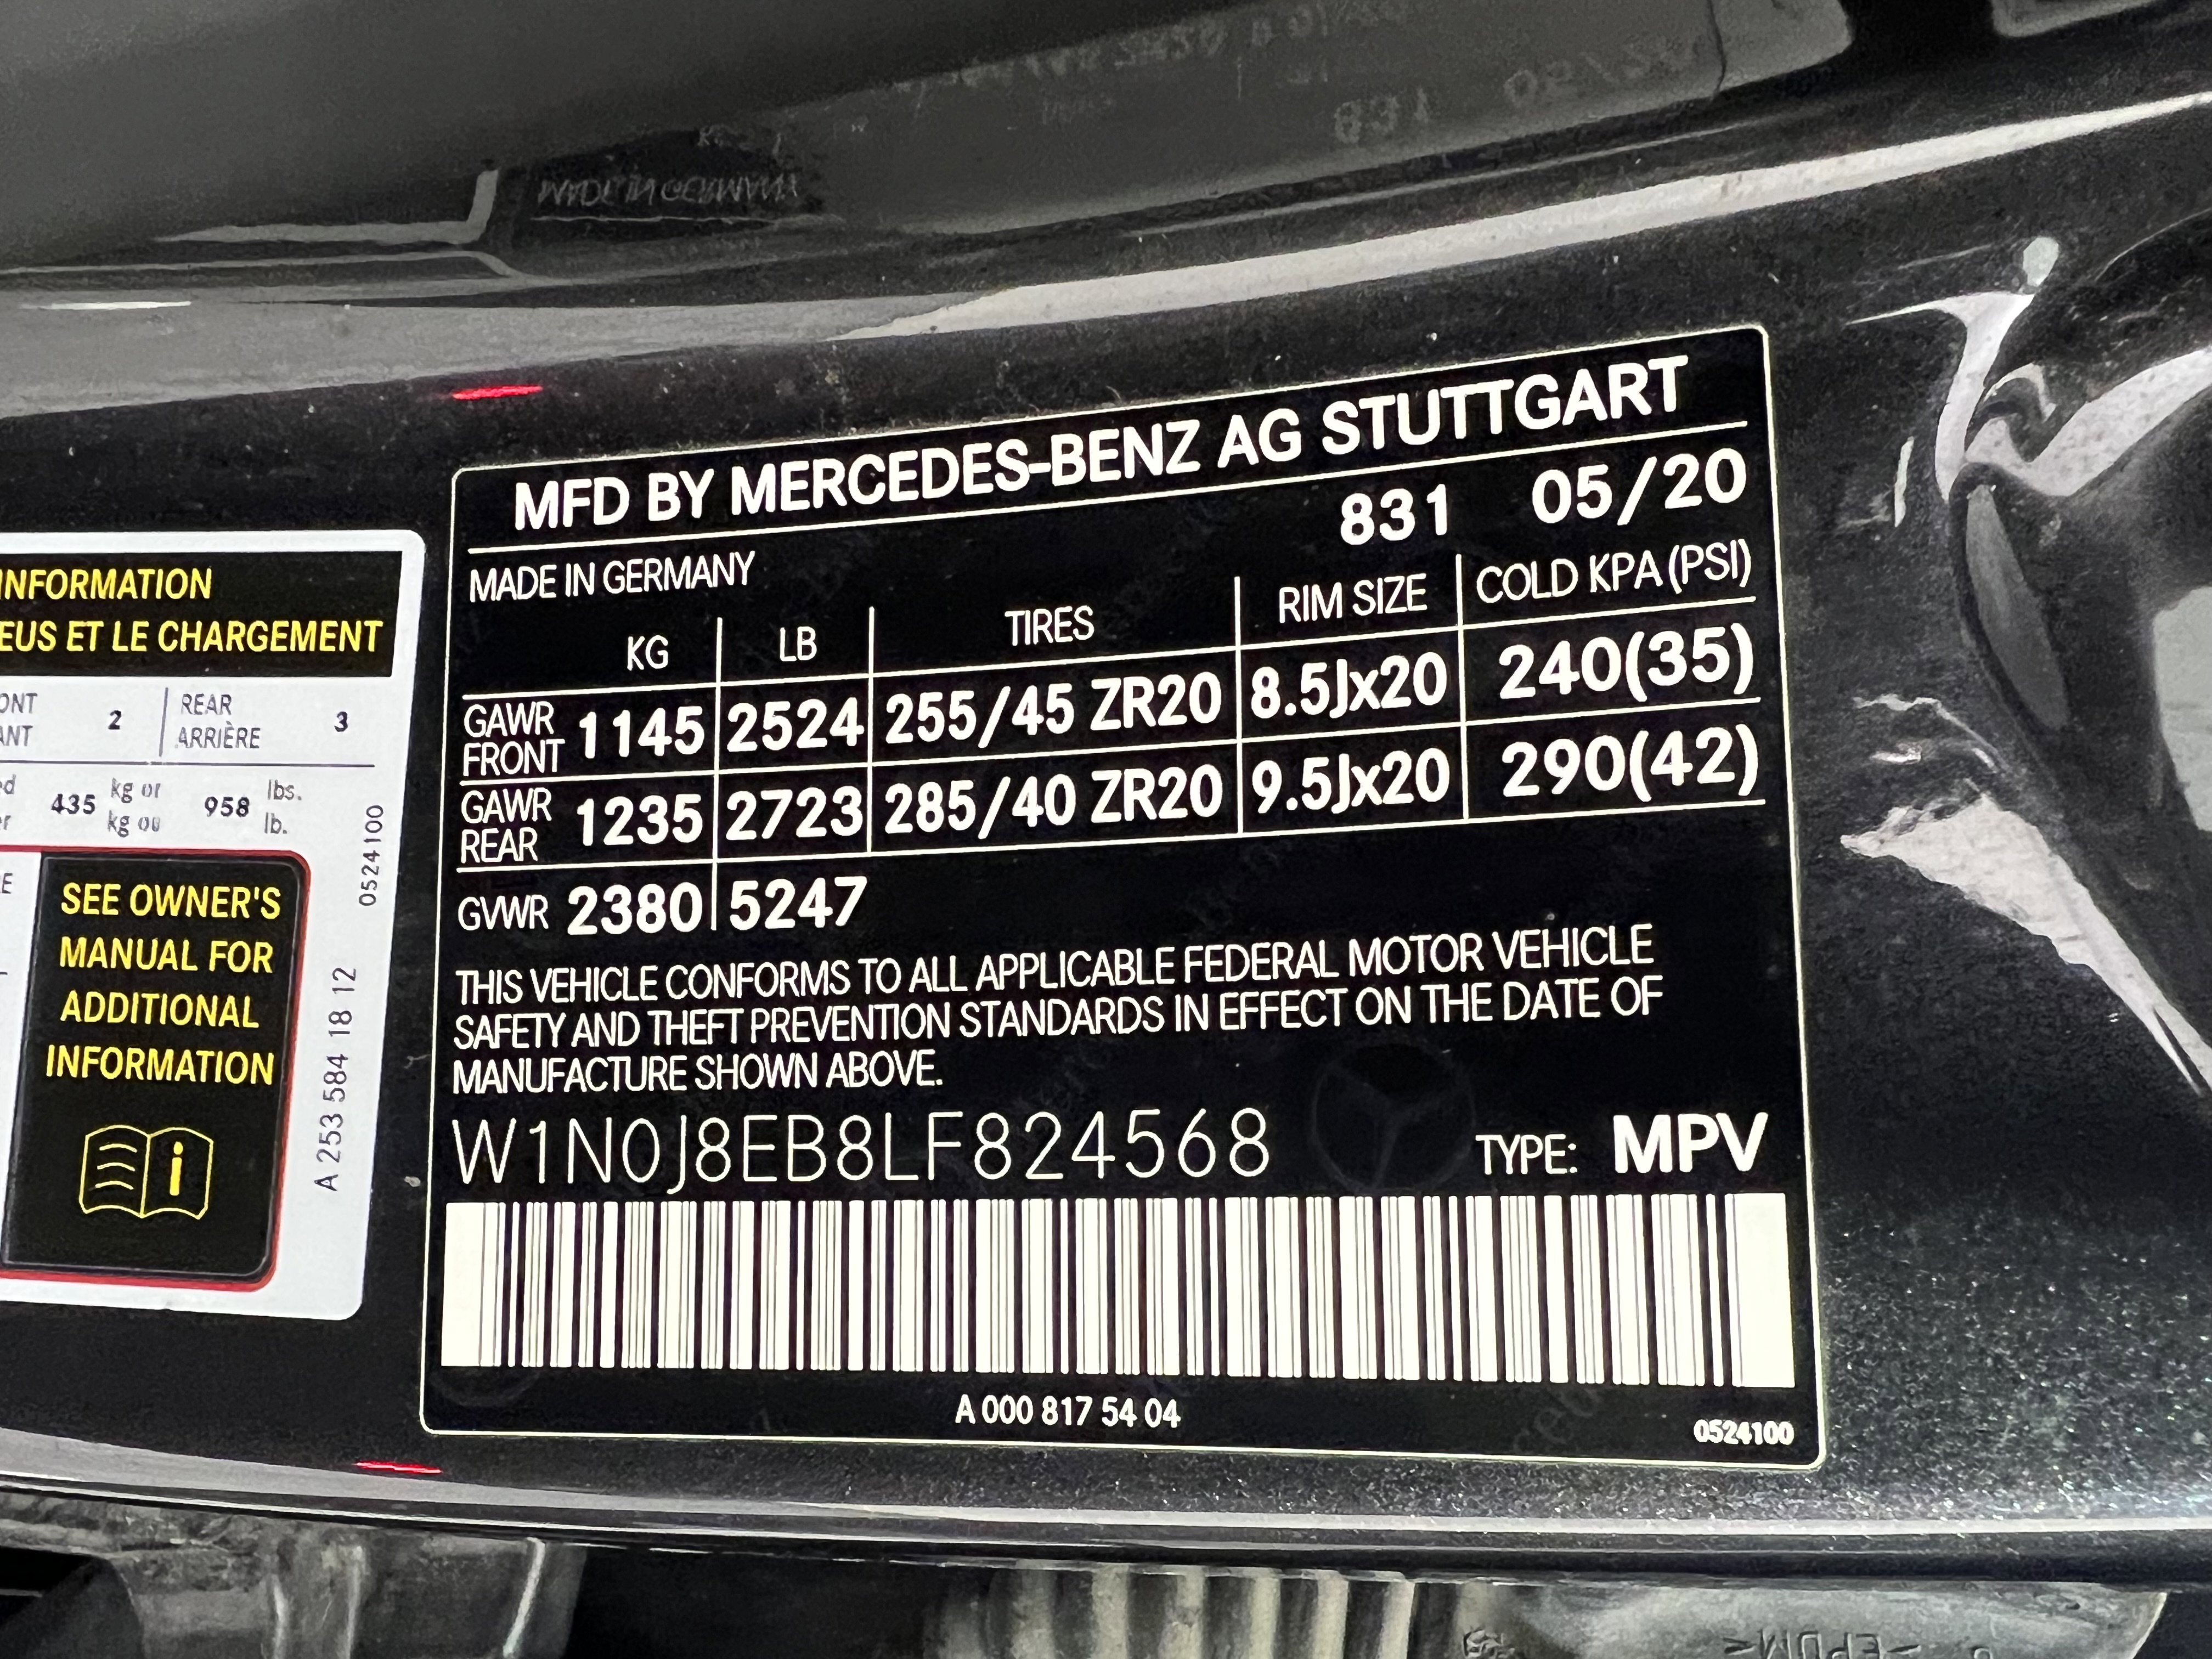 MFD BY MERCEDES-BENZ AG STUTTGART
831 05/20
MADE IN GERMANY
KG LB TIRES RIM SIZE COLD KPA (PSI)
GAWR FRONT 1145 2524 255/45 ZR20 8.5Jx20 240(35)
GAWR REAR 1235 2723 285/40 ZR20 9.5Jx20 290(42)
GVWR 2380 5247
THIS VEHICLE CONFORMS TO ALL APPLICABLE FEDERAL MOTOR VEHICLE
SAFETY AND THEFT PREVENTION STANDARDS IN EFFECT ON THE DATE OF
MANUFACTURE SHOWN ABOVE.
W1N0J8EB8LF824568 TYPE: MPV
A 000 817 54 04
0524100
INFORMATION
ET LE CHARGEMENT
2 REAR 3
ARRIÈRE
435 kg or 958 lbs.
kg ou lb.
SEE OWNER'S
MANUAL FOR
ADDITIONAL
INFORMATION
A 253 584 18 12 0524100